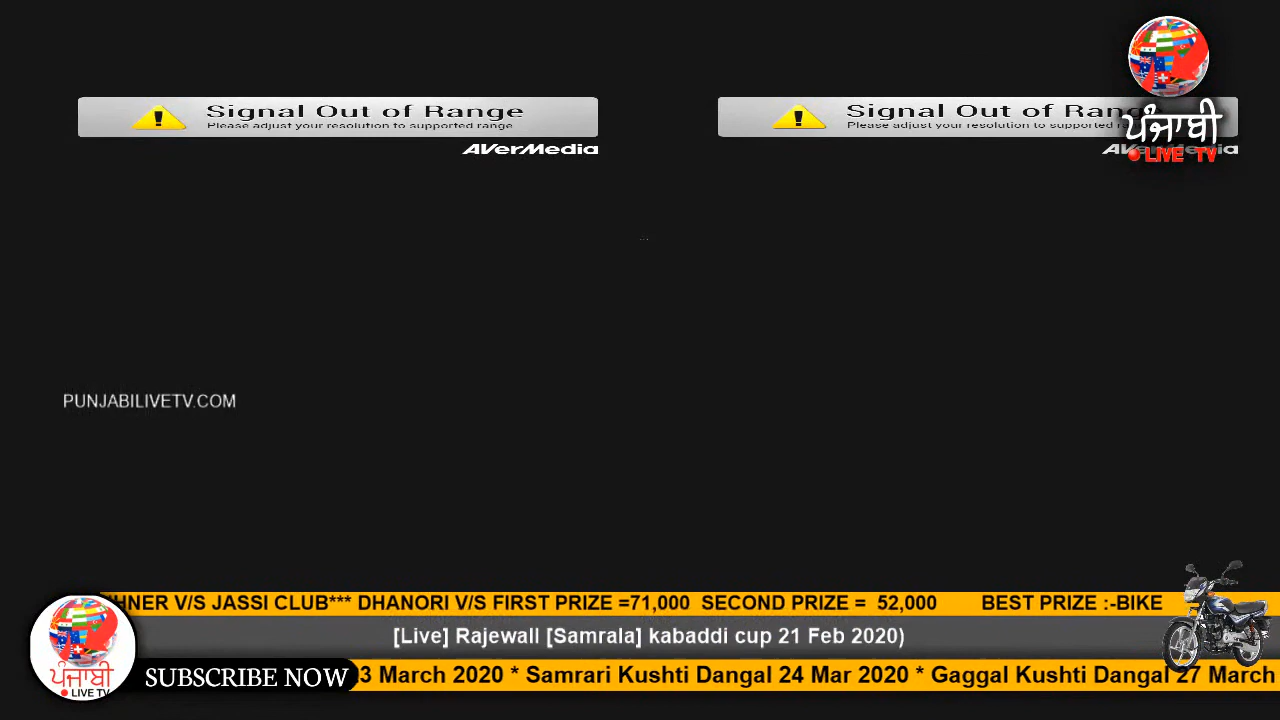 Signal Out of Range
Please adjust your resolution to supported range
AVerMedia
Signal Out of Range
Please adjust your resolution to supported
ਪੰਜਾਬੀ
LIVE TV
PUNJABILIVETV.COM
HNER V/S JASSI CLUB*** DHANORI V/S FIRST PRIZE =71,000 SECOND PRIZE = 52,000 BEST PRIZE :-BIKE
[Live] Rajewall [Samrala] kabaddi cup 21 Feb 2020)
ਪੰਜਾਬੀ
LIVE TV
SUBSCRIBE NOW
3 March 2020 * Samrari Kushti Dangal 24 Mar 2020 * Gaggal Kushti Dangal 27 March